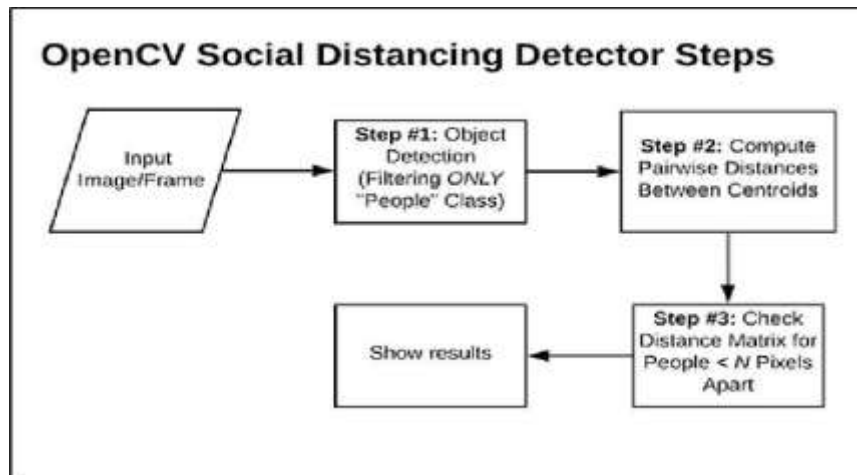 OpenCV Social Distancing Detector Steps
Input
Image/Frame
Step #1: Object
Detection
(Filtering ONLY
"People" Class)
Step #2: Compute
Pairwise Distances
Between Centroids
Step #3: Check
Distance Matrix for
People < N Pixels
Apart
Show results